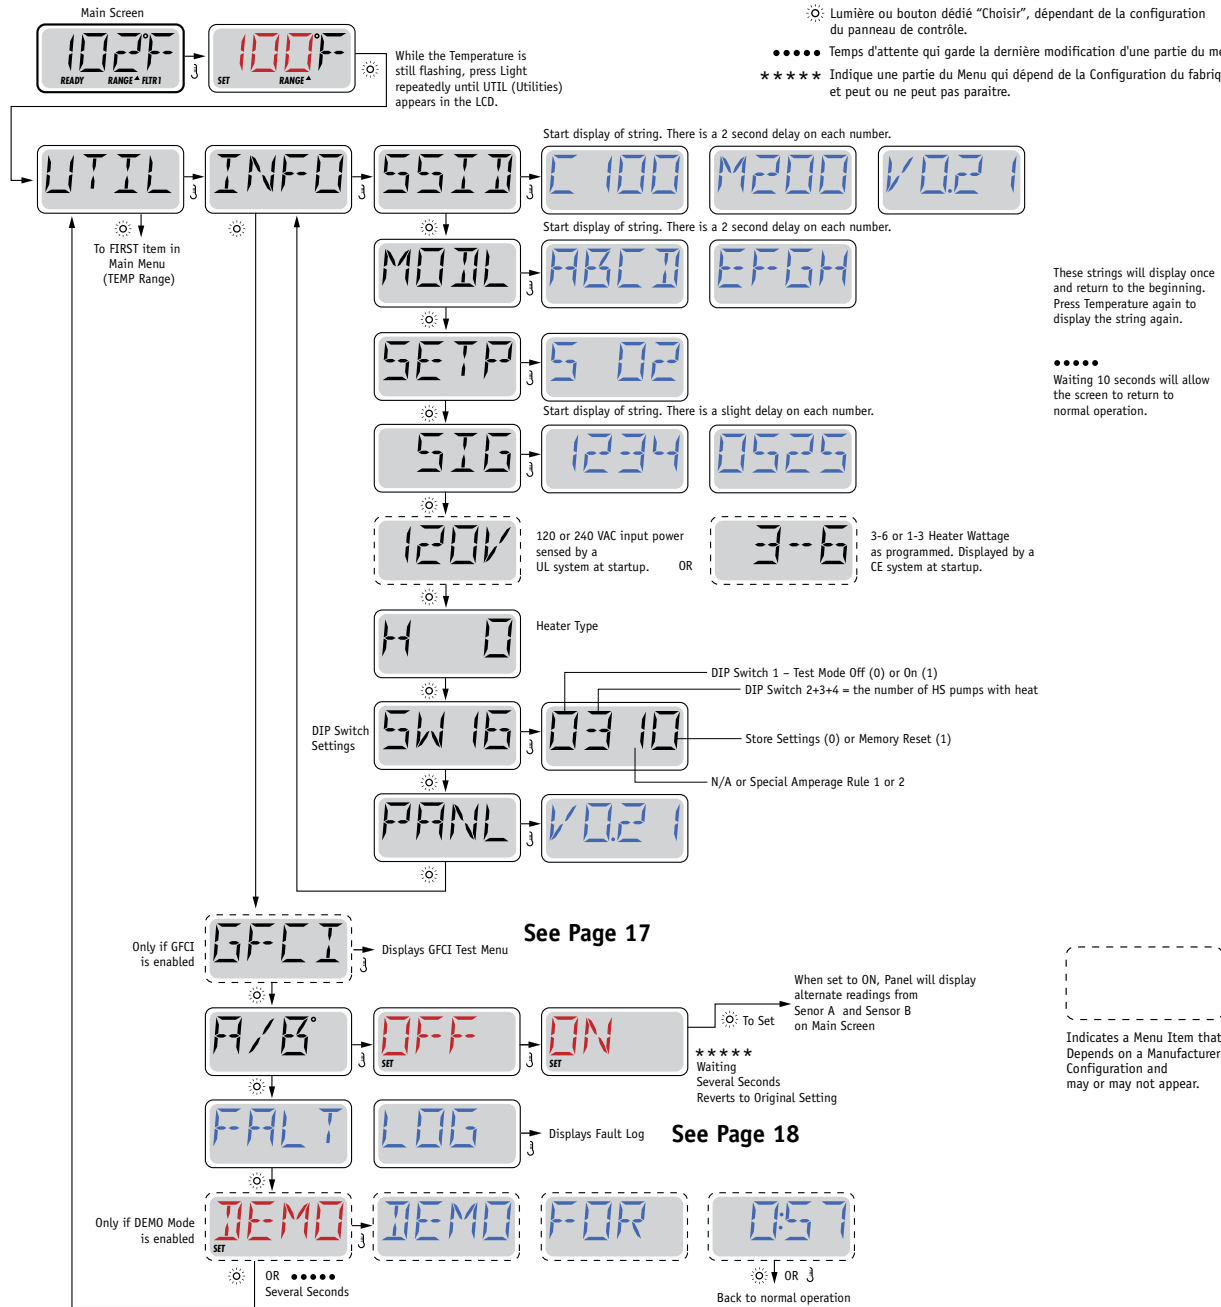 Main Screen
102°F
READY RANGE FLTR1
100°F
SET RANGE
While the Temperature is
still flashing, press Light
repeatedly until UTIL (Utilities)
appears in the LCD.
Lumière ou bouton dédié “Choisir”, dépendant de la configuration
du panneau de contrôle.
••••• Temps d'attente qui garde la dernière modification d'une partie du me
***** Indique une partie du Menu qui dépend de la Configuration du fabriq
et peut ou ne peut pas paraitre.
Start display of string. There is a 2 second delay on each number.
UTIL
INFO
SSID
C 100
M200
V0.21
To FIRST item in
Main Menu
(TEMP Range)
Start display of string. There is a 2 second delay on each number.
MODL
ABCD
EFGH
These strings will display once
and return to the beginning.
Press Temperature again to
display the string again.
•••••
Waiting 10 seconds will allow
the screen to return to
normal operation.
SETP
S 02
Start display of string. There is a slight delay on each number.
SIG
1234
0525
120V
120 or 240 VAC input power
sensed by a
UL system at startup.
OR
3-6
3-6 or 1-3 Heater Wattage
as programmed. Displayed by a
CE system at startup.
H 0
Heater Type
DIP Switch 1 – Test Mode Off (0) or On (1)
DIP Switch 2+3+4 = the number of HS pumps with heat
DIP Switch
Settings
SW 16
0310
Store Settings (0) or Memory Reset (1)
N/A or Special Amperage Rule 1 or 2
PANL
V0.21
Only if GFCI
is enabled
GFCI
Displays GFCI Test Menu
See Page 17
A/B°
OFF
SET
ON
SET
To Set
When set to ON, Panel will display
alternate readings from
Senor A and Sensor B
on Main Screen
*****
Waiting
Several Seconds
Reverts to Original Setting
Indicates a Menu Item that
Depends on a Manufacturer
Configuration and
may or may not appear.
FALT
LOG
Displays Fault Log
See Page 18
Only if DEMO Mode
is enabled
DEMO
SET
DEMO
FOR
0:57
OR •••••
Several Seconds
OR
Back to normal operation